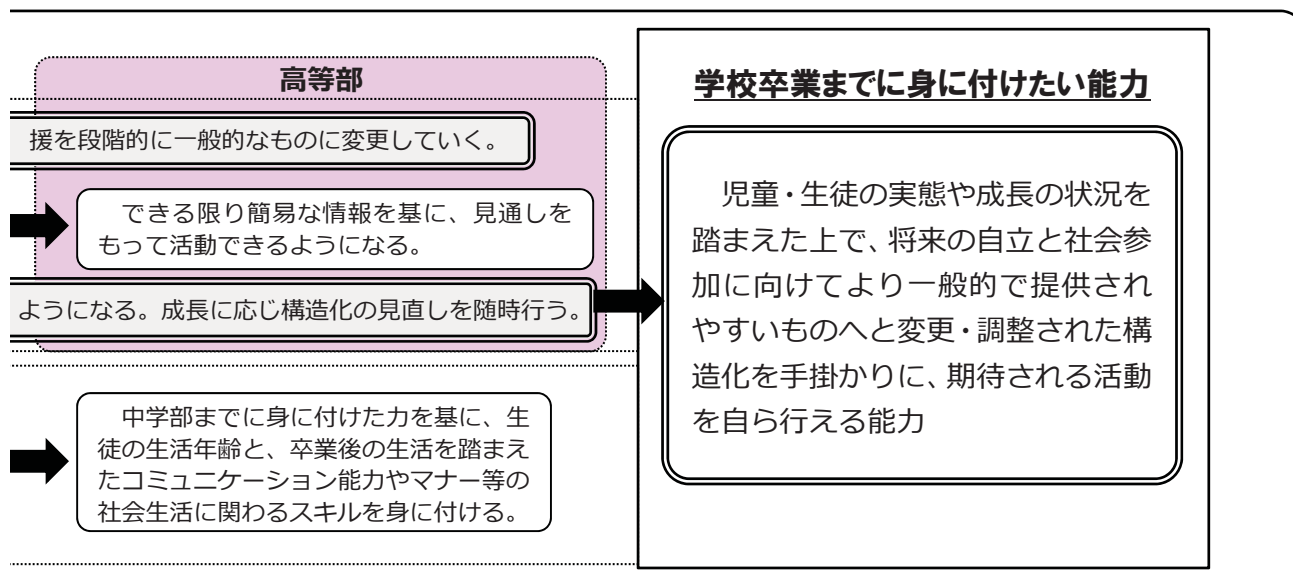 高等部
援を段階的に一般的なものに変更していく。
できる限り簡易な情報を基に、見通しを
もって活動できるようになる。
ようになる。成長に応じ構造化の見直しを随時行う。
中学部までに身に付けた力を基に、生
徒の生活年齢と、卒業後の生活を踏まえ
たコミュニケーション能力やマナー等の
社会生活に関わるスキルを身に付ける。
学校卒業までに身に付けたい能力
児童・生徒の実態や成長の状況を
踏まえた上で、将来の自立と社会参
加に向けてより一般的で提供され
やすいものへと変更・調整された構
造化を手掛かりに、期待される活動
を自ら行える能力